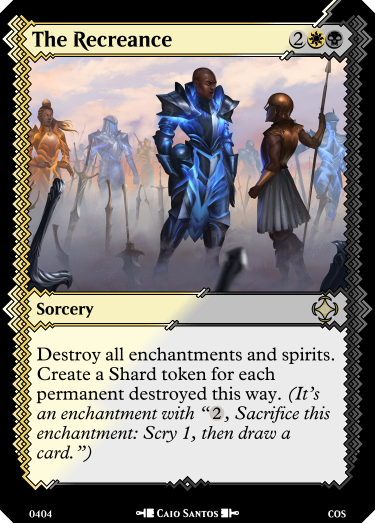 The Recreance 2
Sorcery
Destroy all enchantments and spirits.
Create a Shard token for each
permanent destroyed this way. (It's
an enchantment with “2, Sacrifice this
enchantment: Scry 1, then draw a
card.”)
0404 Caio Santos COS